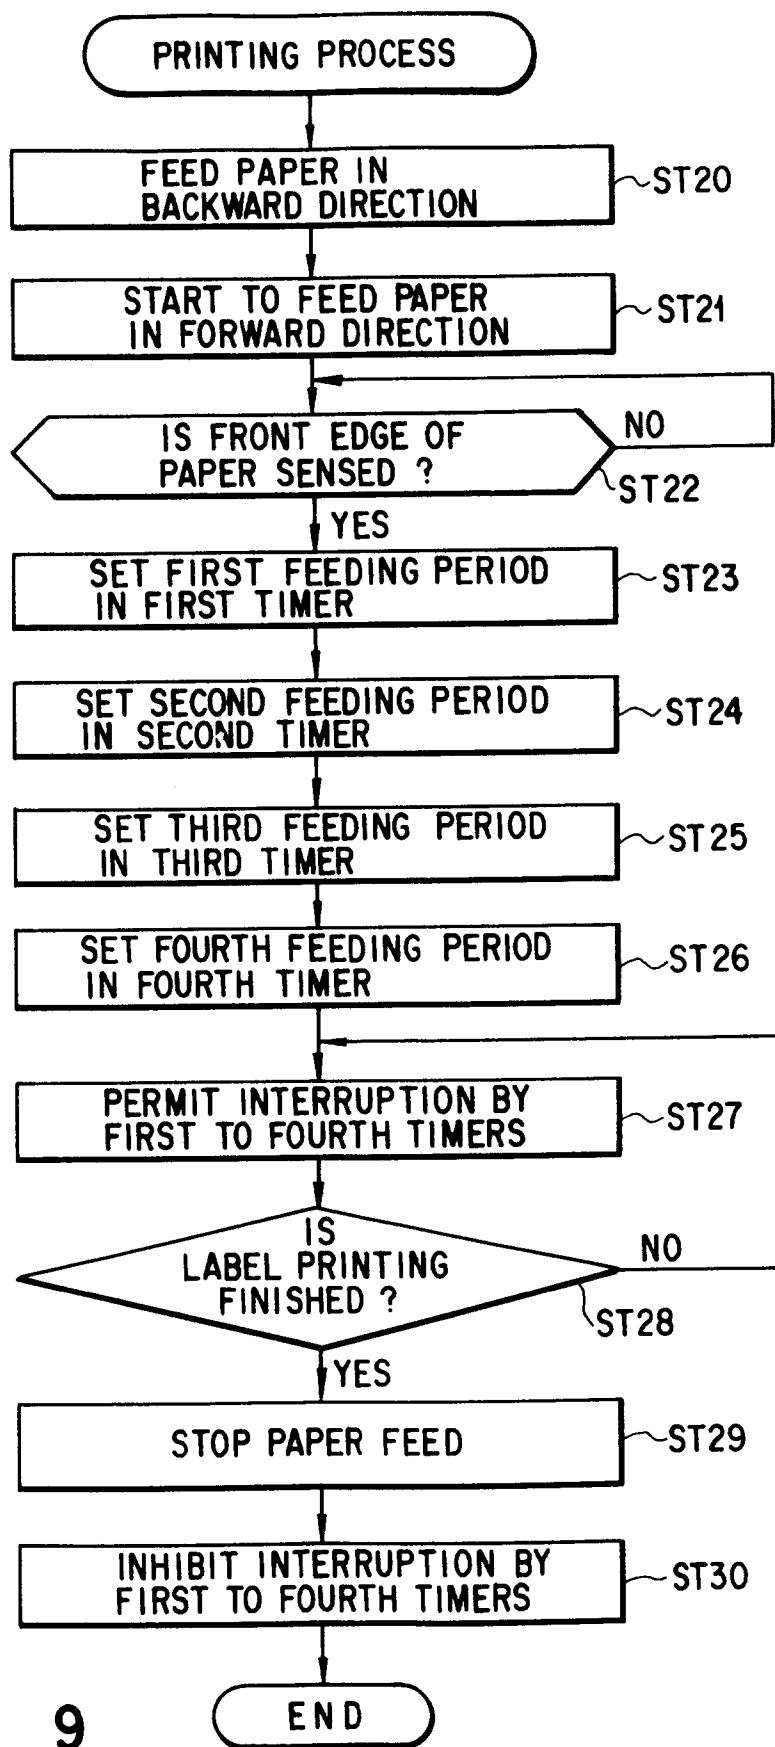 PRINTING PROCESS
FEED PAPER IN
BACKWARD DIRECTION
ST20
START TO FEED PAPER
IN FORWARD DIRECTION
ST21
IS FRONT EDGE OF
PAPER SENSED ?
NO
ST22
YES
SET FIRST FEEDING PERIOD
IN FIRST TIMER
ST23
SET SECOND FEEDING PERIOD
IN SECOND TIMER
ST24
SET THIRD FEEDING PERIOD
IN THIRD TIMER
ST25
SET FOURTH FEEDING PERIOD
IN FOURTH TIMER
ST26
PERMIT INTERRUPTION BY
FIRST TO FOURTH TIMERS
ST27
IS
LABEL PRINTING
FINISHED ?
NO
ST28
YES
STOP PAPER FEED
ST29
INHIBIT INTERRUPTION BY
FIRST TO FOURTH TIMERS
ST30
END
9